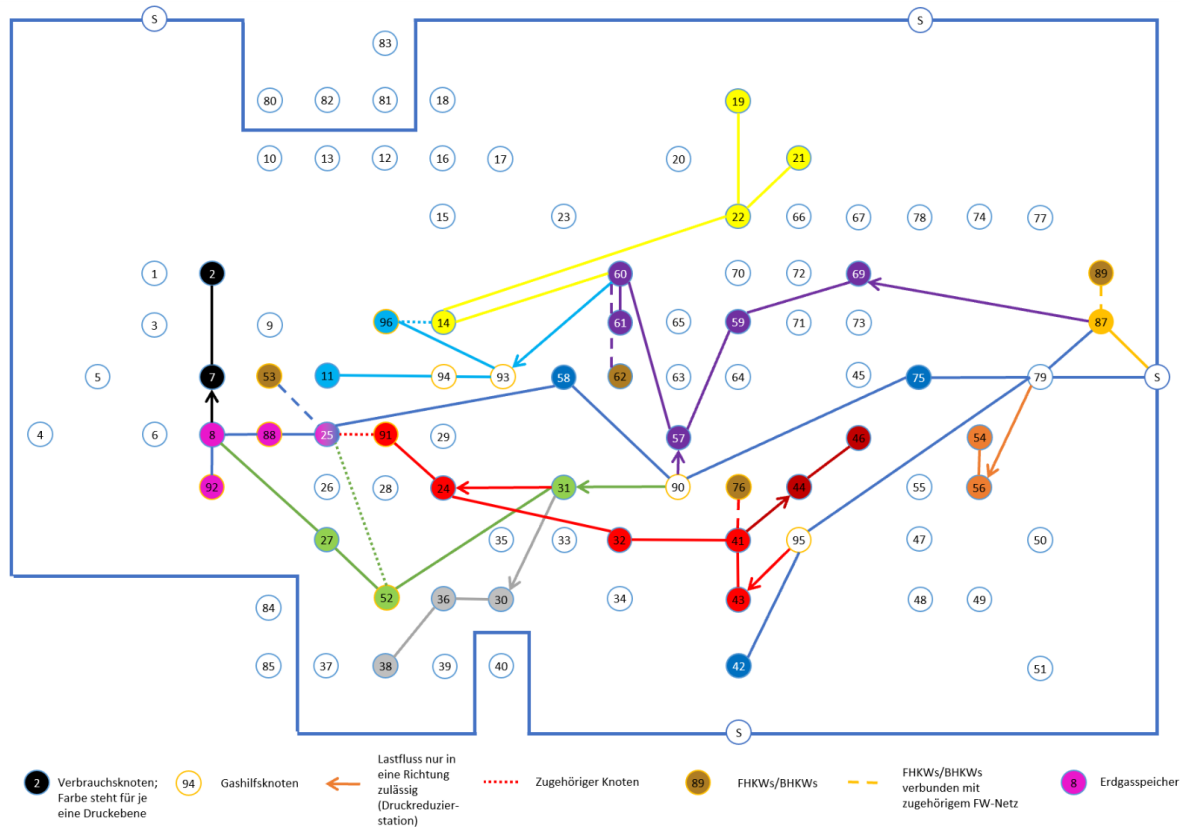 S S
83
80 82 81 18 19
10 13 12 16 17 20 21
15 23 22 66 67 78 74 77
1 2 60 70 72 69 89
3 9 96 14 61 65 59 71 73 87
5 7 53 11 94 93 58 62 63 64 45 75 79 S
4 6 8 88 25 91 29 57 46 54
92 26 28 24 31 90 76 44 55 56
27 35 33 32 41 95 47 50
84 52 36 30 34 43 48 49
85 37 38 39 40 42 51
S
2 Verbrauchsknoten;
Farbe steht für je
eine Druckebene
94 Gashilfsknoten
Lastfluss nur in
eine Richtung
zulässig
(Druckreduzier-
station)
Zugehöriger Knoten
89 FHKWs/BHKWs
FHKWs/BHKWs
verbunden mit
zugehörigem FW-Netz
8 Erdgasspeicher